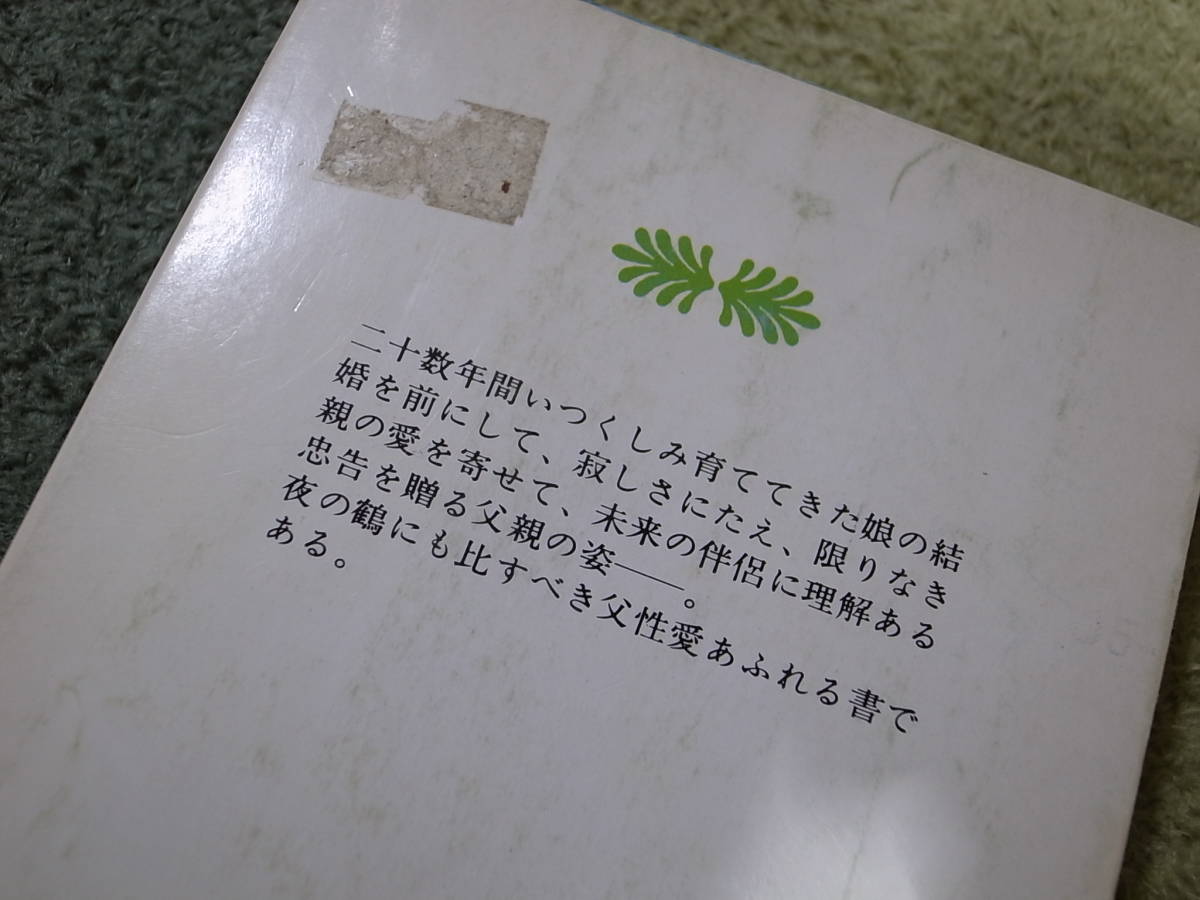 二十数年間いつくしみ育ててきた娘の結
婚を前にして、寂しさにたえ、限りなき
親の愛を寄せて、未来の伴侶に理解ある
忠告を贈る父親の姿――。
夜の鶴にも比すべき父性愛あふれる書で
ある。